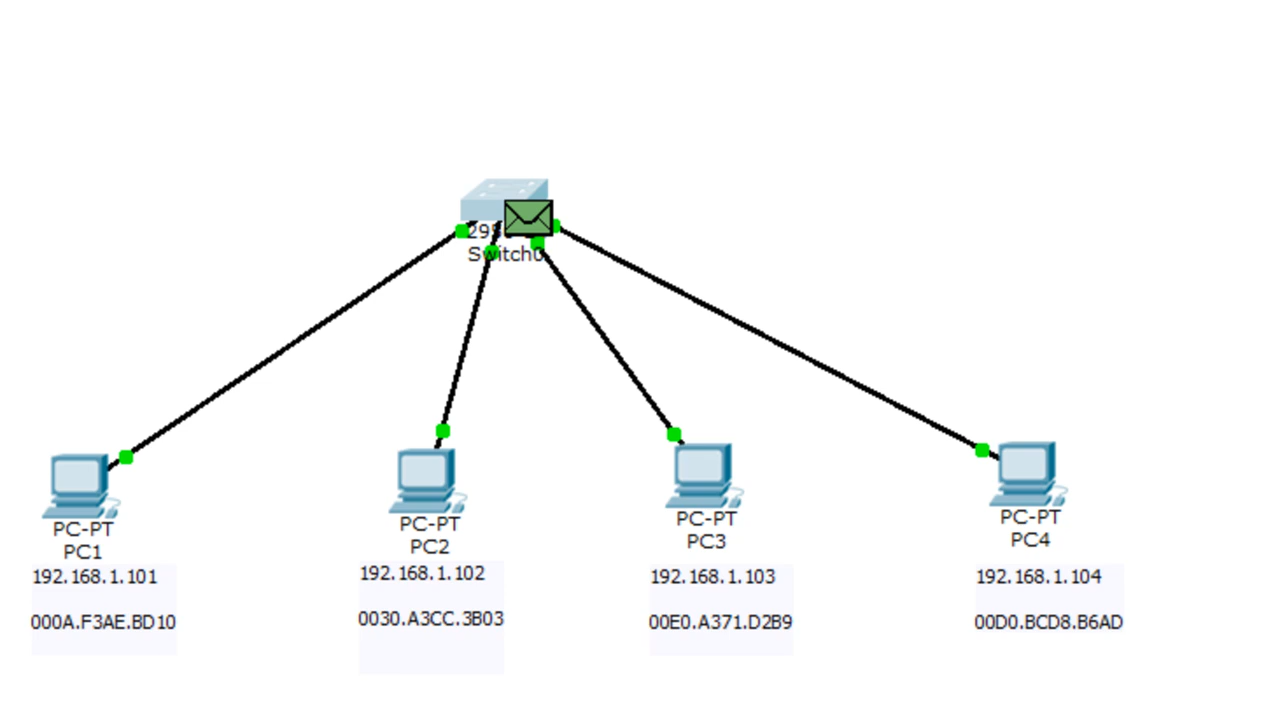 Switch0
PC-PT
PC1
192.168.1.101
000A.F3AE.BD10
PC-PT
PC2
192.168.1.102
0030.A3CC.3B03
PC-PT
PC3
192.168.1.103
00E0.A371.D2B9
PC-PT
PC4
192.168.1.104
00D0.BCD8.B6AD